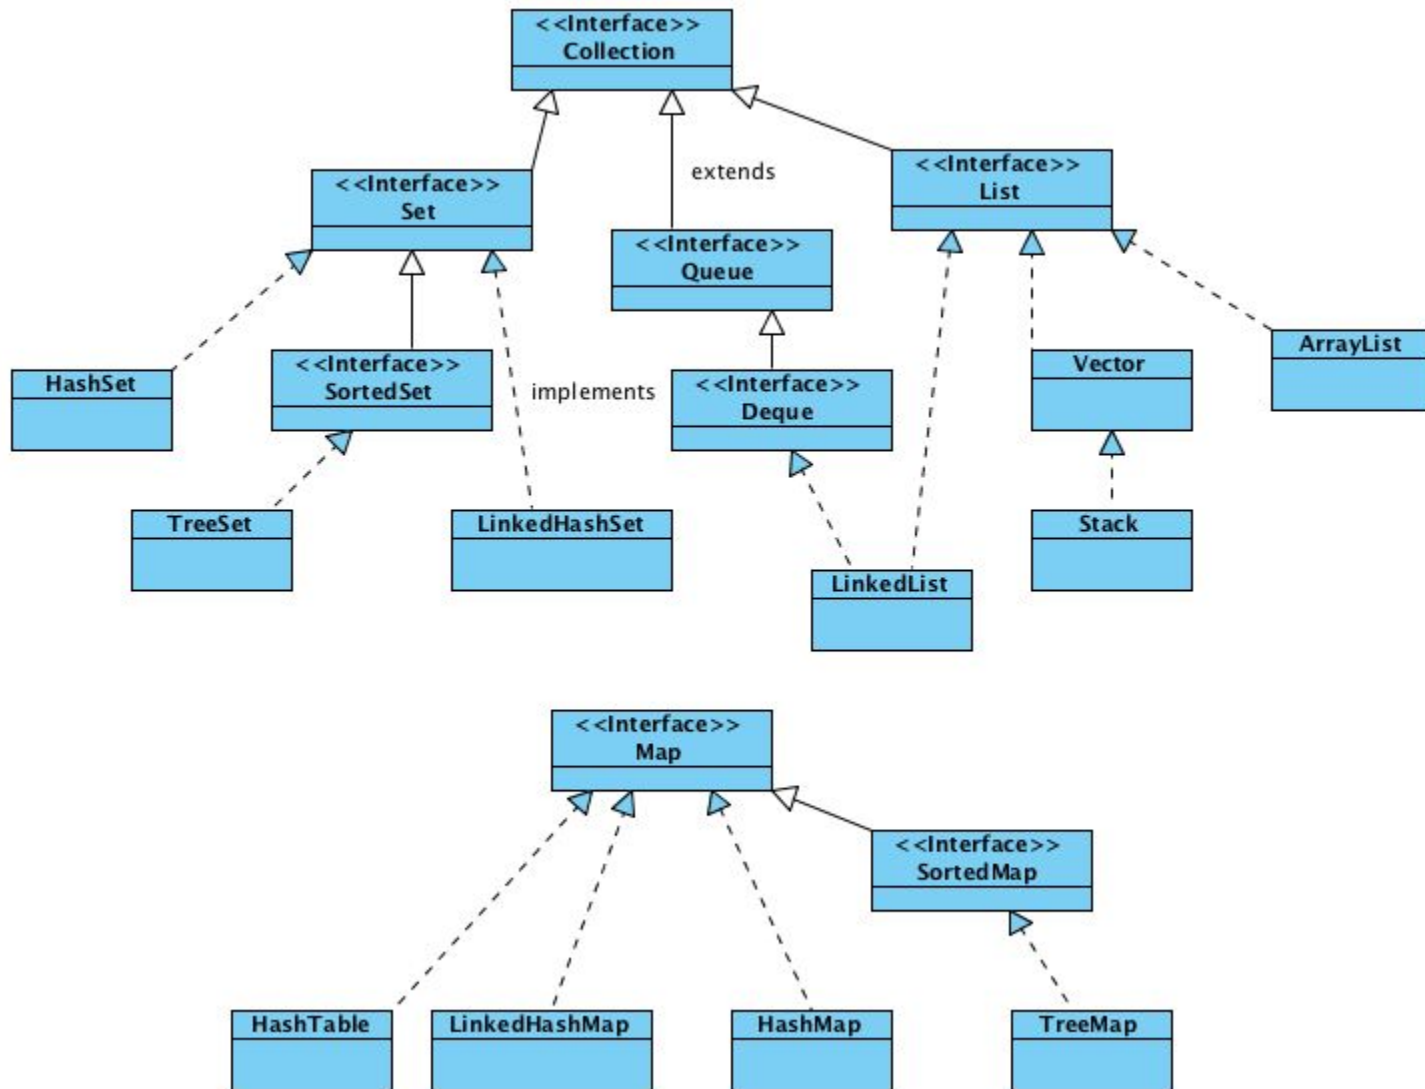 <<Interface>>
Collection
extends
<<Interface>>
Set
<<Interface>>
List
<<Interface>>
Queue
HashSet
<<Interface>>
SortedSet
implements
<<Interface>>
Deque
Vector
ArrayList
TreeSet
LinkedHashSet
LinkedList
Stack
<<Interface>>
Map
<<Interface>>
SortedMap
HashTable
LinkedHashMap
HashMap
TreeMap